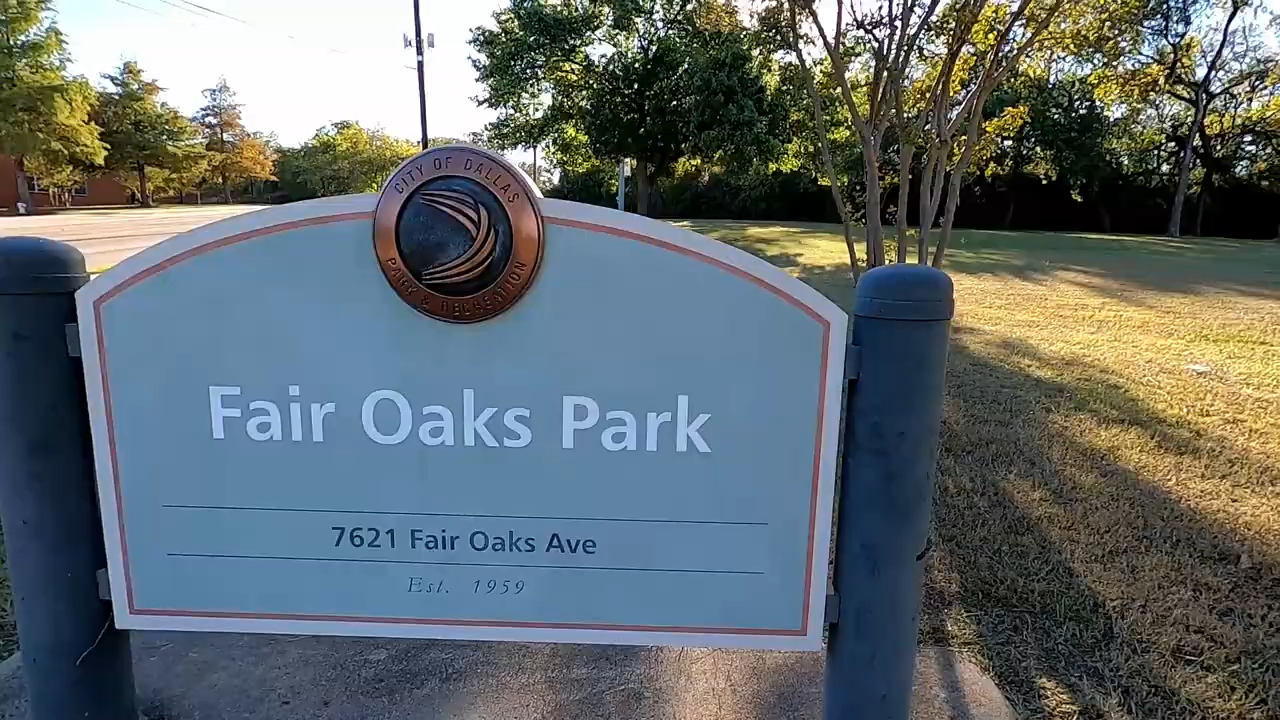 CITY OF DALLAS
PARK & RECREATION
Fair Oaks Park
7621 Fair Oaks Ave
Est. 1959